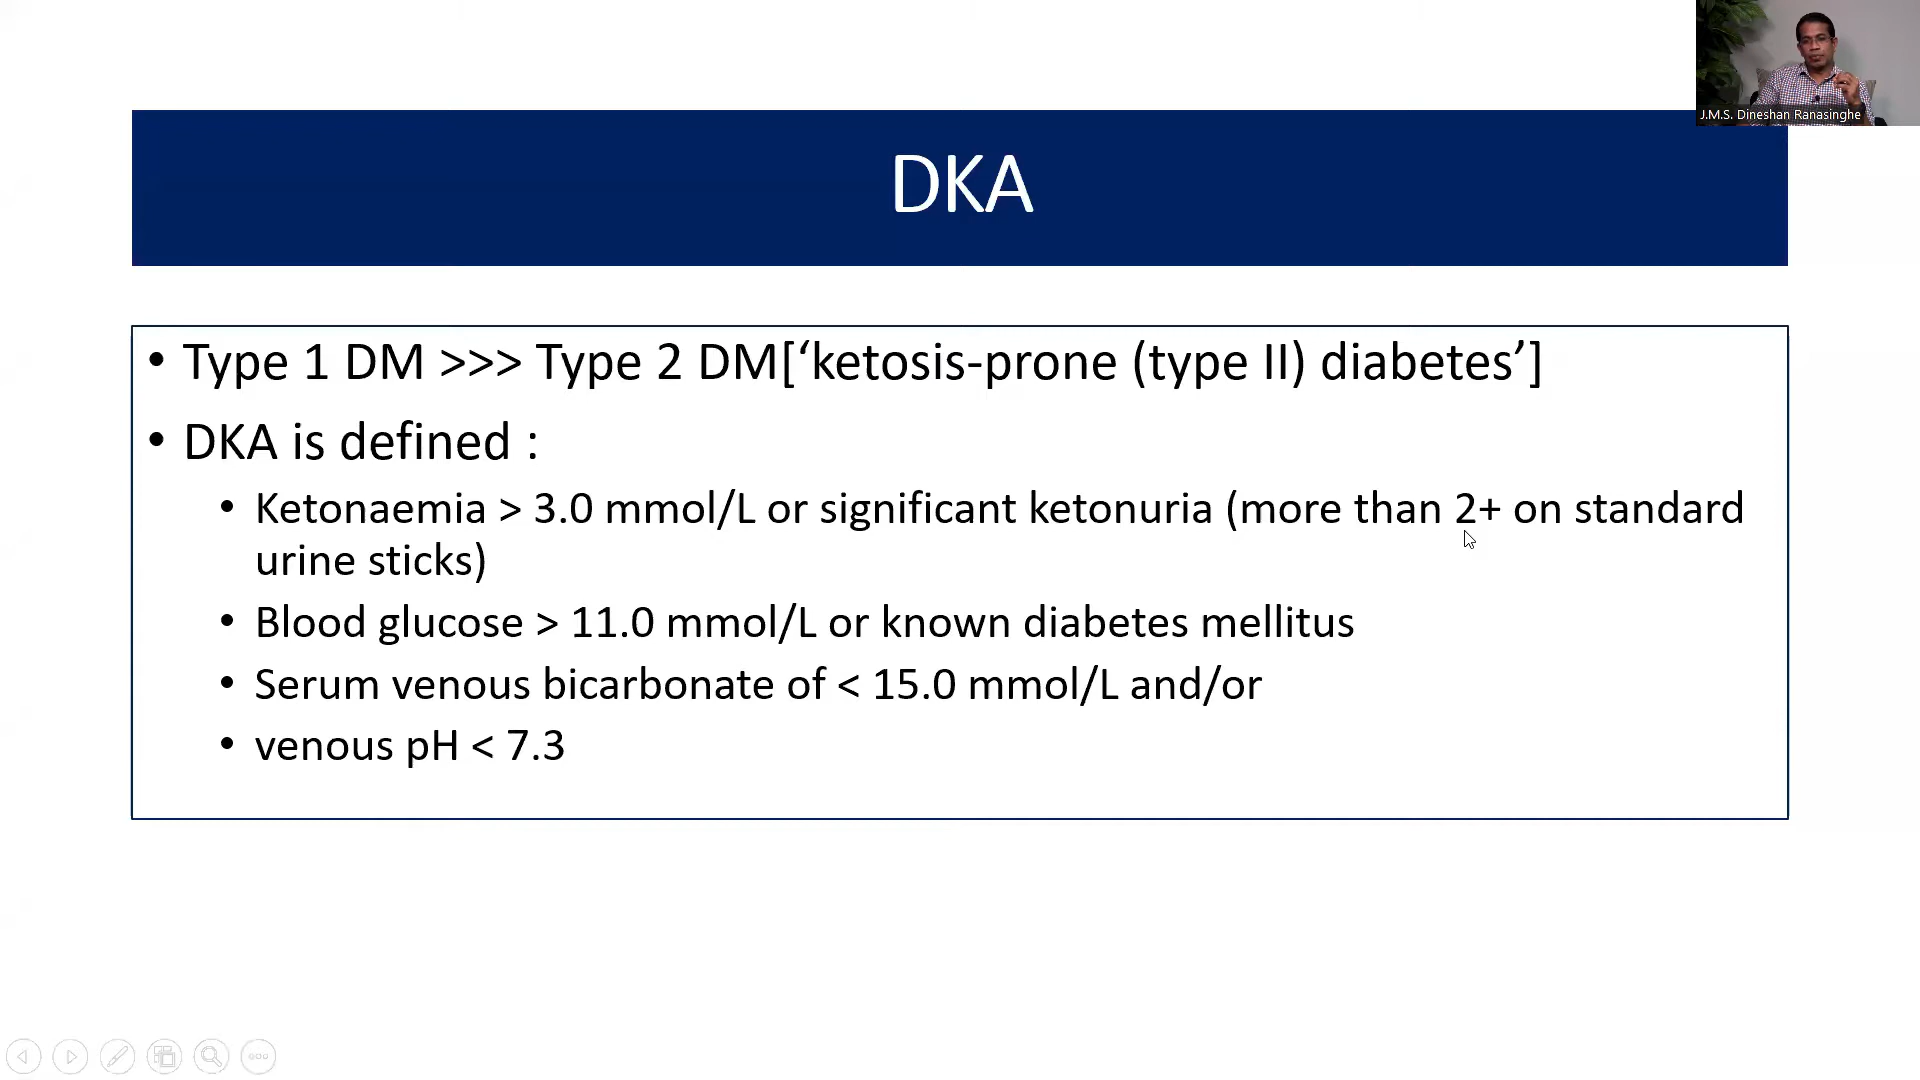 J.M.S. Dineshan Ranasinghe
DKA
• Type 1 DM >>> Type 2 DM[‘ketosis-prone (type II) diabetes’]
• DKA is defined :
• Ketonaemia > 3.0 mmol/L or significant ketonuria (more than 2+ on standard
urine sticks)
• Blood glucose > 11.0 mmol/L or known diabetes mellitus
• Serum venous bicarbonate of < 15.0 mmol/L and/or
• venous pH < 7.3